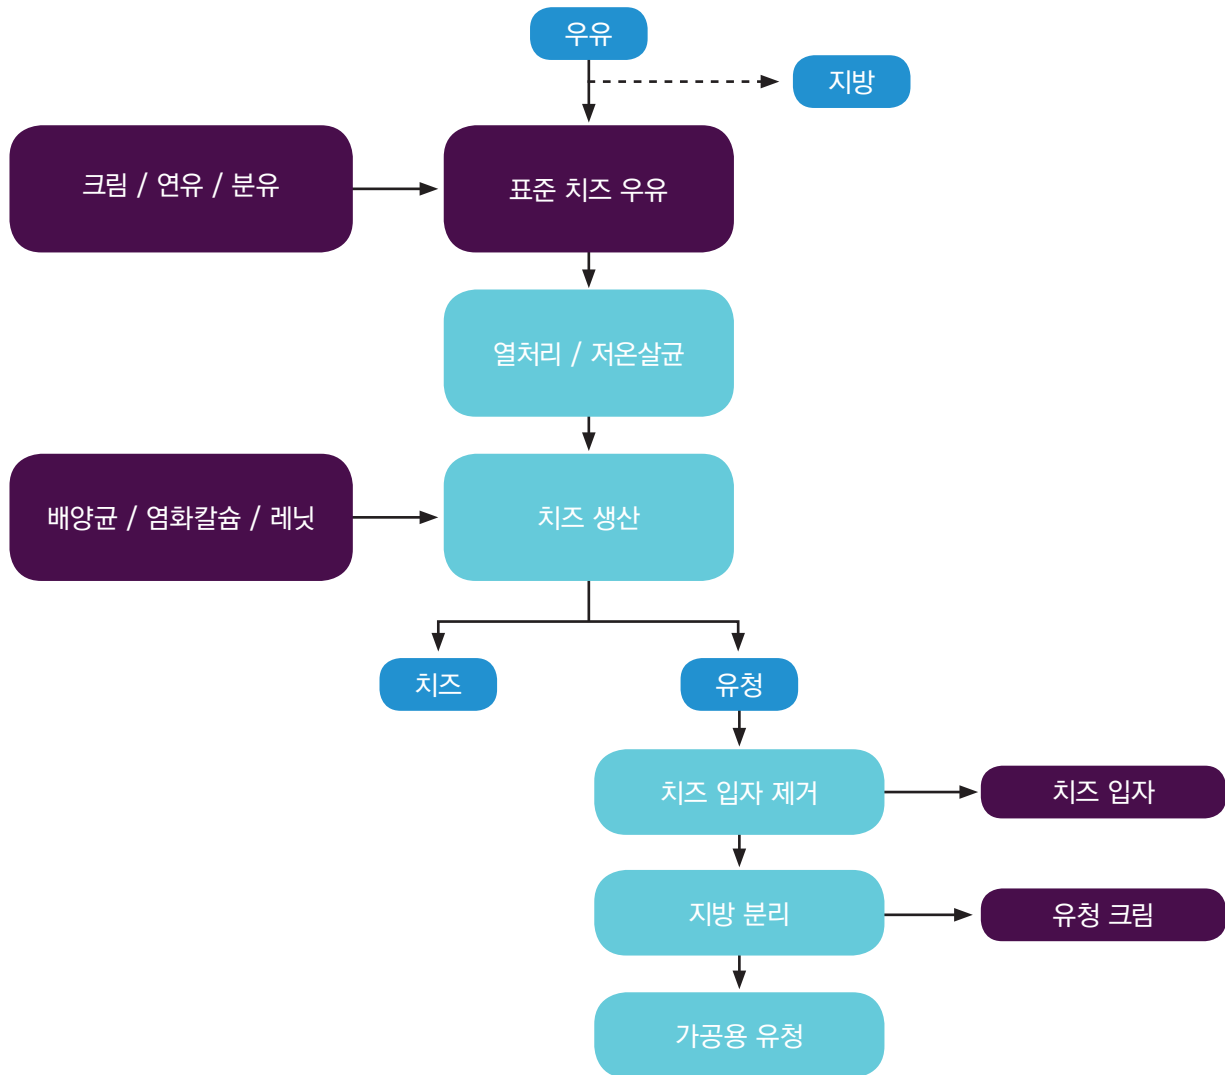 우유
지방
크림 / 연유 / 분유
표준 치즈 우유
열처리 / 저온살균
배양균 / 염화칼슘 / 레닛
치즈 생산
치즈
유청
치즈 입자 제거
치즈 입자
지방 분리
유청 크림
가공용 유청